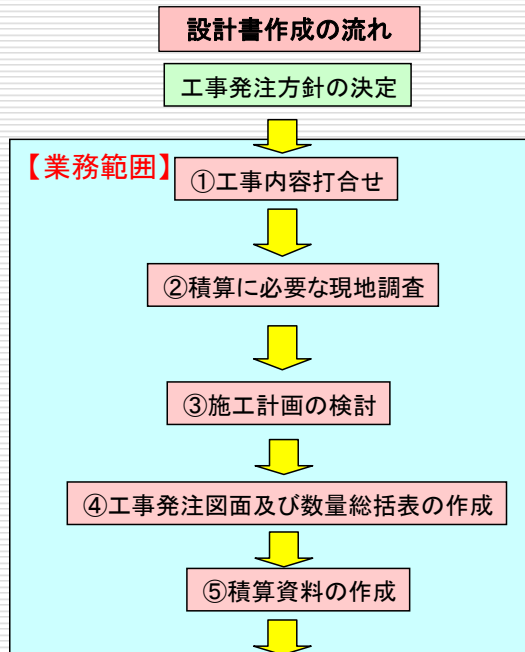 設計書作成の流れ
工事発注方針の決定
【業務範囲】
①工事内容打合せ
②積算に必要な現地調査
③施工計画の検討
④工事発注図面及び数量総括表の作成
⑤積算資料の作成